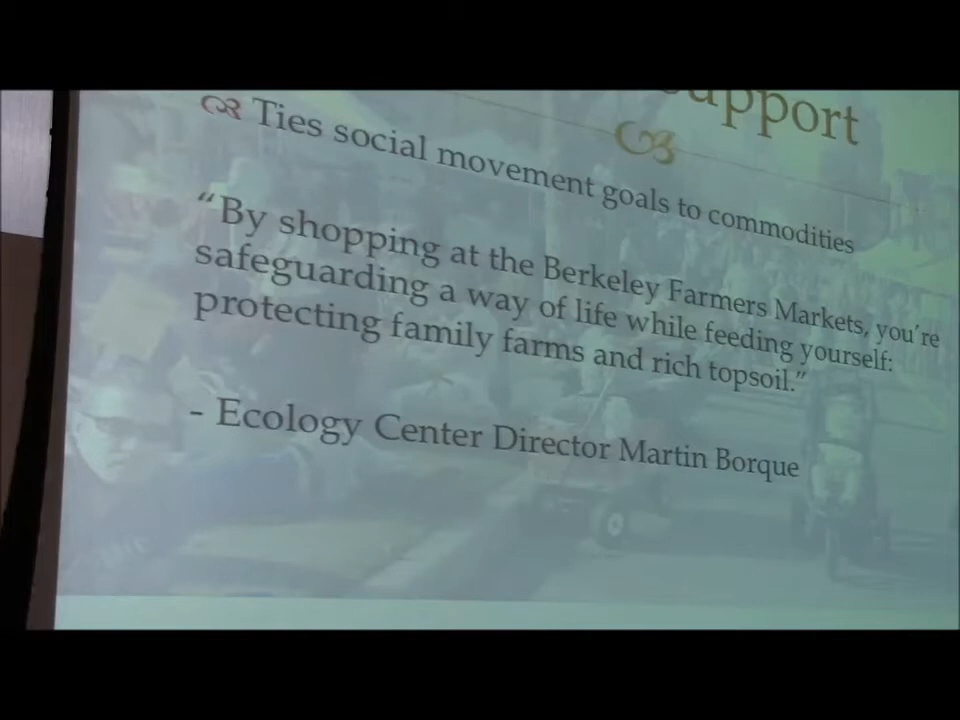 support
Ties social movement goals to commodities
“By shopping at the Berkeley Farmers Markets, you’re
safeguarding a way of life while feeding yourself:
protecting family farms and rich topsoil.”
- Ecology Center Director Martin Borque